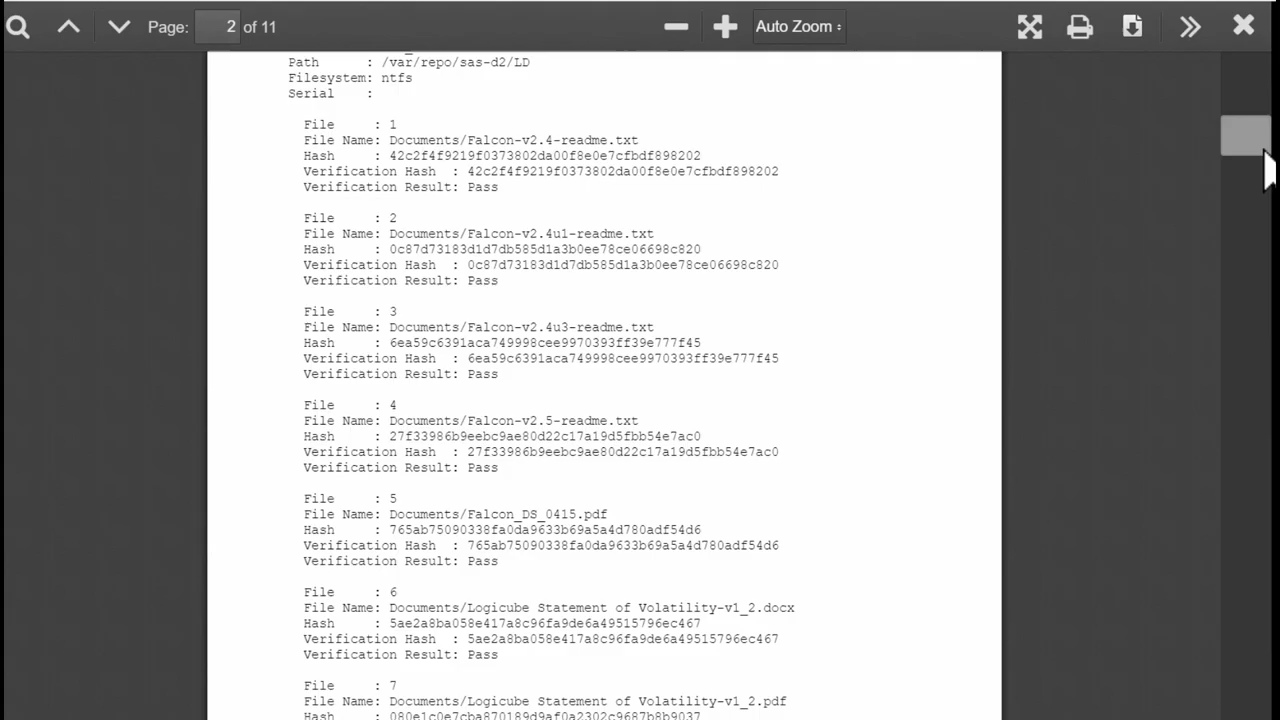 Page: 2 of 11 Auto Zoom
Path : /var/repo/sas-d2/LD
Filesystem: ntfs
Serial :
File : 1
File Name: Documents/Falcon-v2.4-readme.txt
Hash : 42c2f4f9219f0373802da00f8e0e7cfbdf898202
Verification Hash : 42c2f4f9219f0373802da00f8e0e7cfbdf898202
Verification Result: Pass
File : 2
File Name: Documents/Falcon-v2.4u1-readme.txt
Hash : 0c87d73183d1d7db585d1a3b0ee78ce06698c820
Verification Hash : 0c87d73183d1d7db585d1a3b0ee78ce06698c820
Verification Result: Pass
File : 3
File Name: Documents/Falcon-v2.4u3-readme.txt
Hash : 6ea59c6391aca749998cee9970393ff39e777f45
Verification Hash : 6ea59c6391aca749998cee9970393ff39e777f45
Verification Result: Pass
File : 4
File Name: Documents/Falcon-v2.5-readme.txt
Hash : 27f33986b9eebc9ae80d22c17a19d5fbb54e7ac0
Verification Hash : 27f33986b9eebc9ae80d22c17a19d5fbb54e7ac0
Verification Result: Pass
File : 5
File Name: Documents/Falcon_DS_0415.pdf
Hash : 765ab75090338fa0da9633b69a5a4d780adf54d6
Verification Hash : 765ab75090338fa0da9633b69a5a4d780adf54d6
Verification Result: Pass
File : 6
File Name: Documents/Logicube Statement of Volatility-v1_2.docx
Hash : 5ae2a8ba058e417a8c96fa9de6a49515796ec467
Verification Hash : 5ae2a8ba058e417a8c96fa9de6a49515796ec467
Verification Result: Pass
File : 7
File Name: Documents/Logicube Statement of Volatility-v1_2.pdf
Hash : 080e1c0e7cba870189d9af0a2302c9687b8b9037